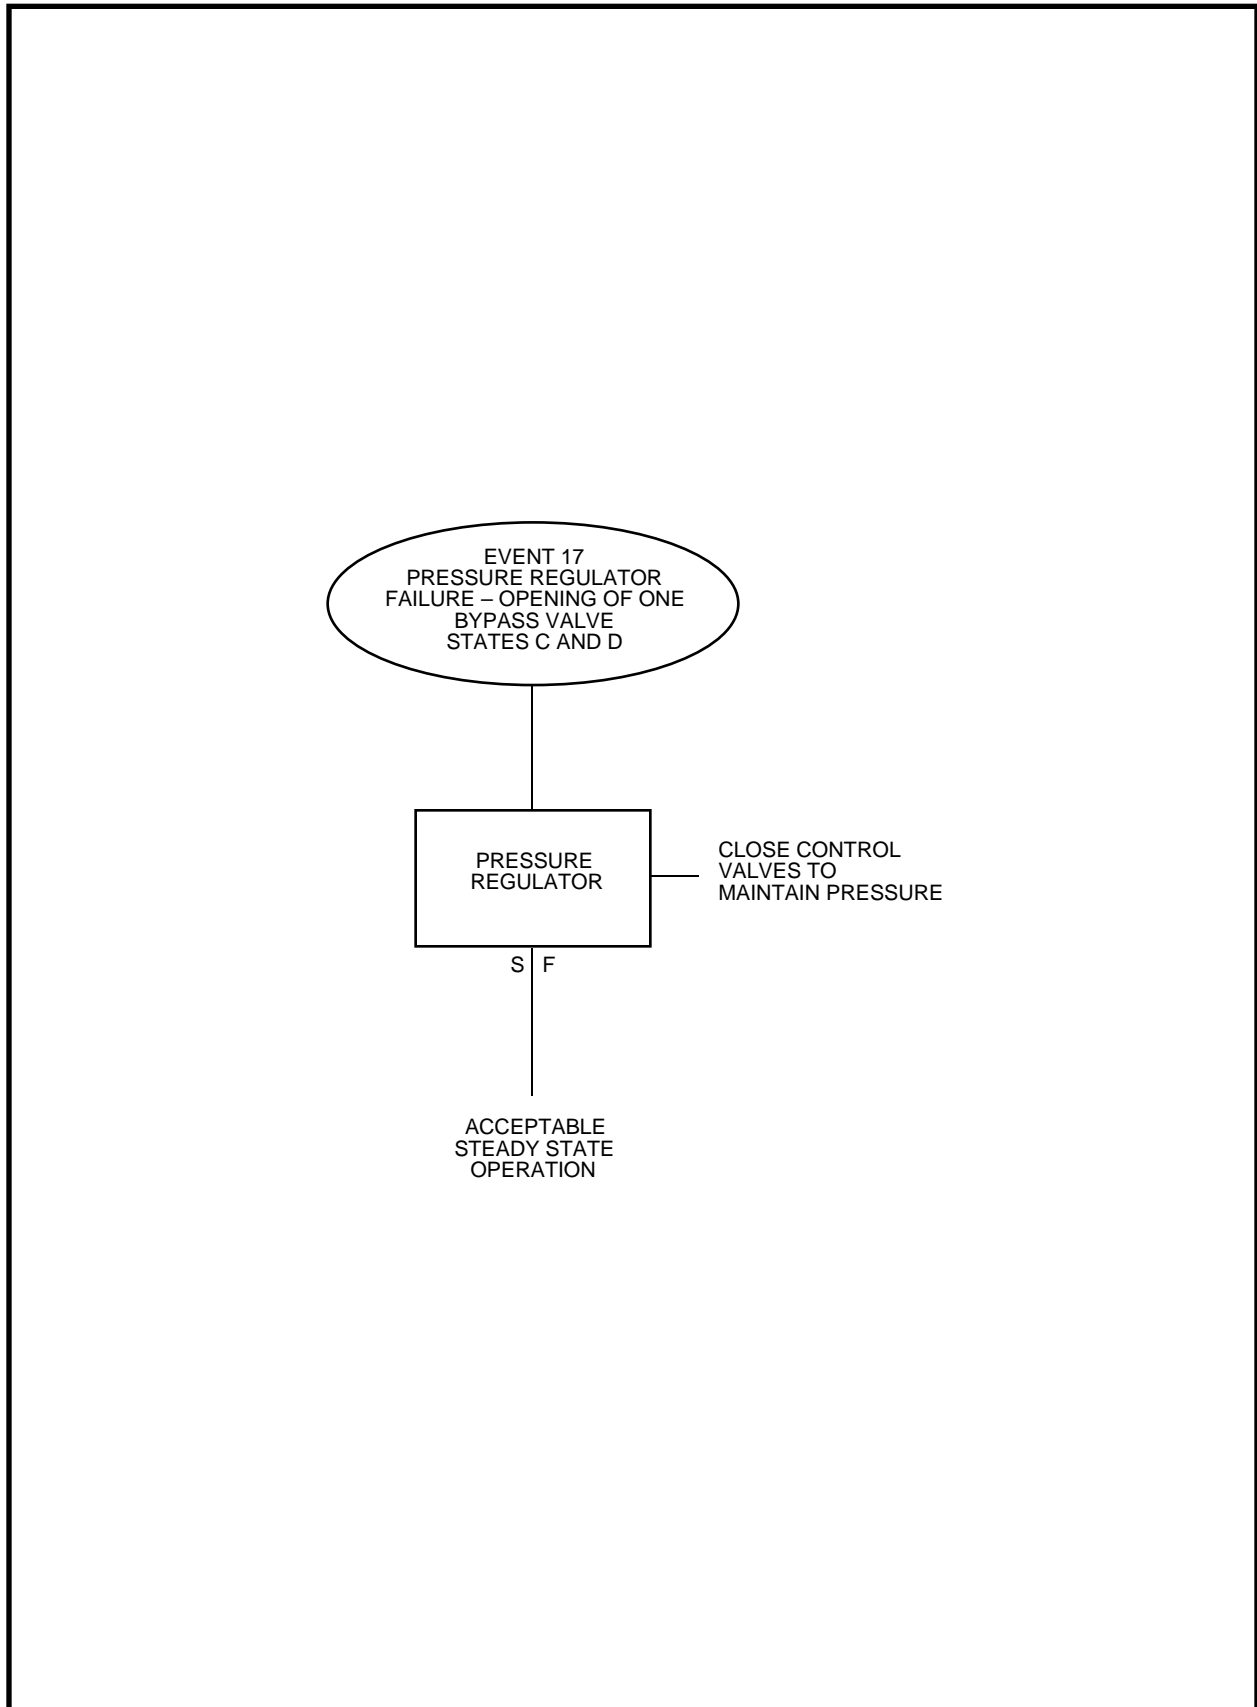 EVENT 17
PRESSURE REGULATOR
FAILURE – OPENING OF ONE
BYPASS VALVE
STATES C AND D
PRESSURE
REGULATOR
CLOSE CONTROL
VALVES TO
MAINTAIN PRESSURE
S F
ACCEPTABLE
STEADY STATE
OPERATION